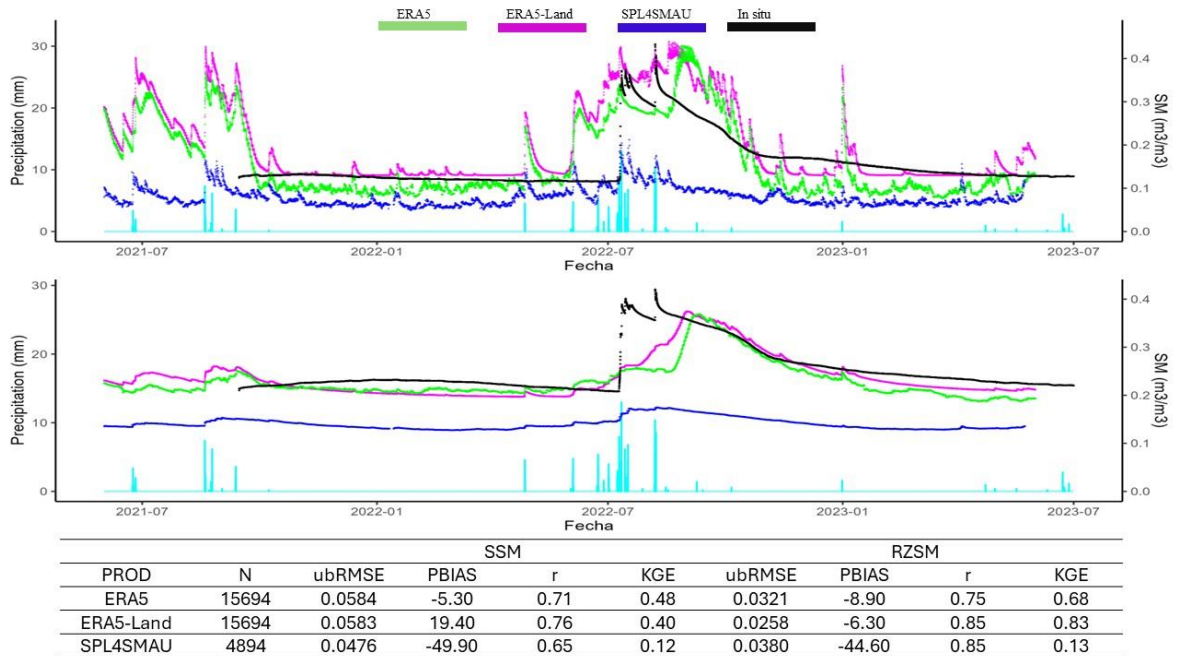 ERA5 ERA5-Land SPL4SMAU In situ
Precipitation (mm)
30
20
10
0
SM (m3/m3)
0.4
0.3
0.2
0.1
0.0
2021-07 2022-01 2022-07 2023-01 2023-07
Fecha
Precipitation (mm)
30
20
10
0
SM (m3/m3)
0.4
0.3
0.2
0.1
0.0
2021-07 2022-01 2022-07 2023-01 2023-07
Fecha
SSM RZSM
PROD N ubRMSE PBIAS r KGE ubRMSE PBIAS r KGE
ERA5 15694 0.0584 -5.30 0.71 0.48 0.0321 -8.90 0.75 0.68
ERA5-Land 15694 0.0583 19.40 0.76 0.40 0.0258 -6.30 0.85 0.83
SPL4SMAU 4894 0.0476 -49.90 0.65 0.12 0.0380 -44.60 0.85 0.13